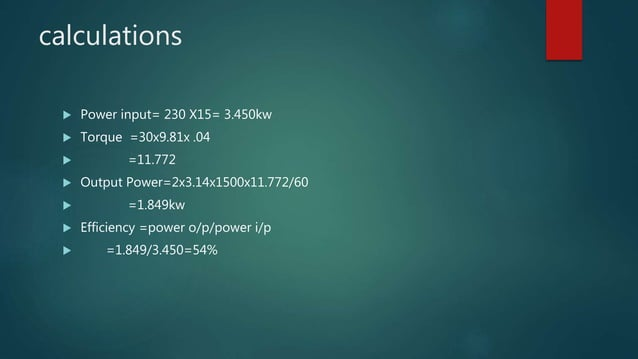 calculations
Power input= 230 X15= 3.450kw
Torque =30x9.81x .04
=11.772
Output Power=2x3.14x1500x11.772/60
=1.849kw
Efficiency =power o/p/power i/p
=1.849/3.450=54%